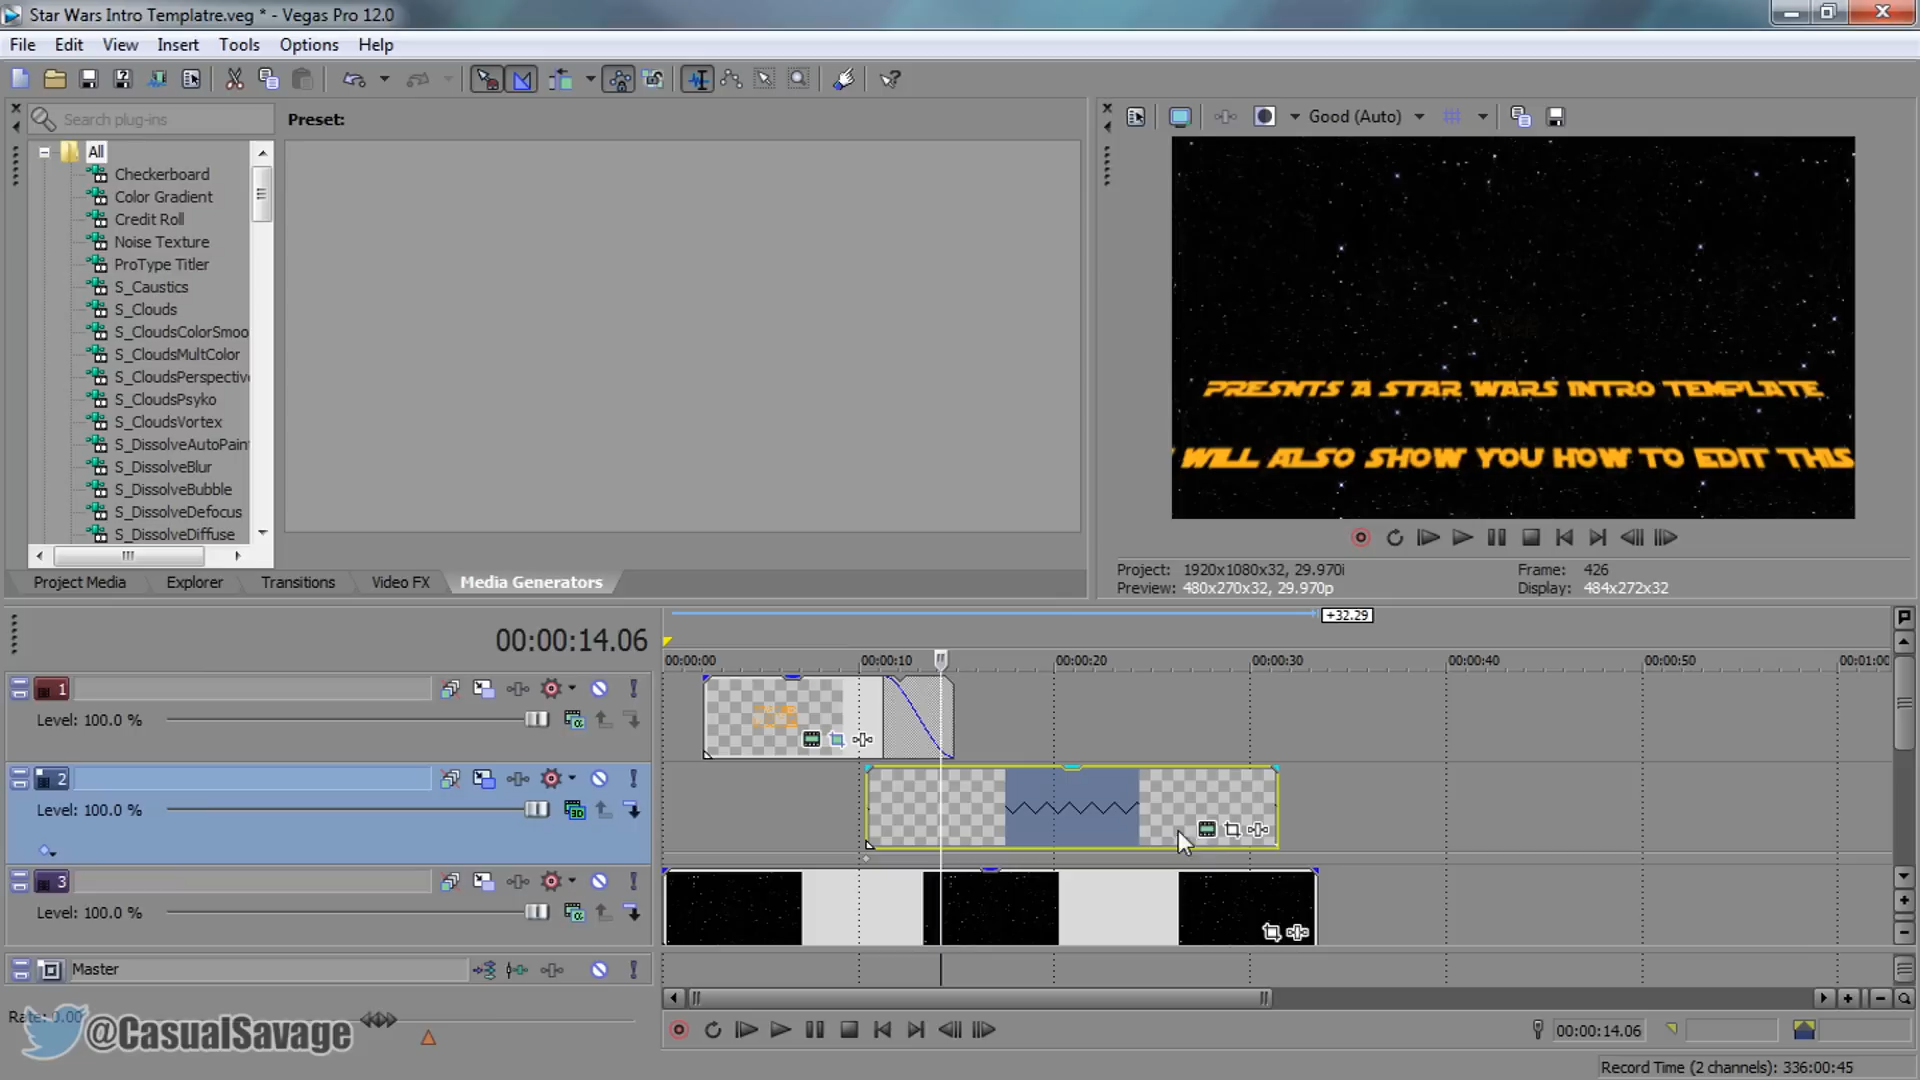 Star Wars Intro Templatre.veg * - Vegas Pro 12.0
File Edit View Insert Tools Options Help
Search plug-ins
Preset:
Good (Auto)
All
Checkerboard
Color Gradient
Credit Roll
Noise Texture
ProType Titler
S_Caustics
S_Clouds
S_CloudsColorSmoo
S_CloudsMultColor
S_CloudsPerspective
S_CloudsPsyko
S_CloudsVortex
S_DissolveAutoPain
S_DissolveBlur
S_DissolveBubble
S_DissolveDefocus
S_DissolveDiffuse
PRESNTS A STAR WARS INTRO TEMPLATE
WILL ALSO SHOW YOU HOW TO EDIT THIS
Project Media Explorer Transitions Video FX Media Generators
Project: 1920x1080x32, 29.970i Frame: 426
Preview: 480x270x32, 29.970p Display: 484x272x32
+32.29
00:00:14.06
00:00:00 00:00:10 00:00:20 00:00:30 00:00:40 00:00:50 00:01:00
1
Level: 100.0 %
2
Level: 100.0 %
3
Level: 100.0 %
Master
Rate: 0.00
@CasualSavage
00:00:14.06
Record Time (2 channels): 336:00:45